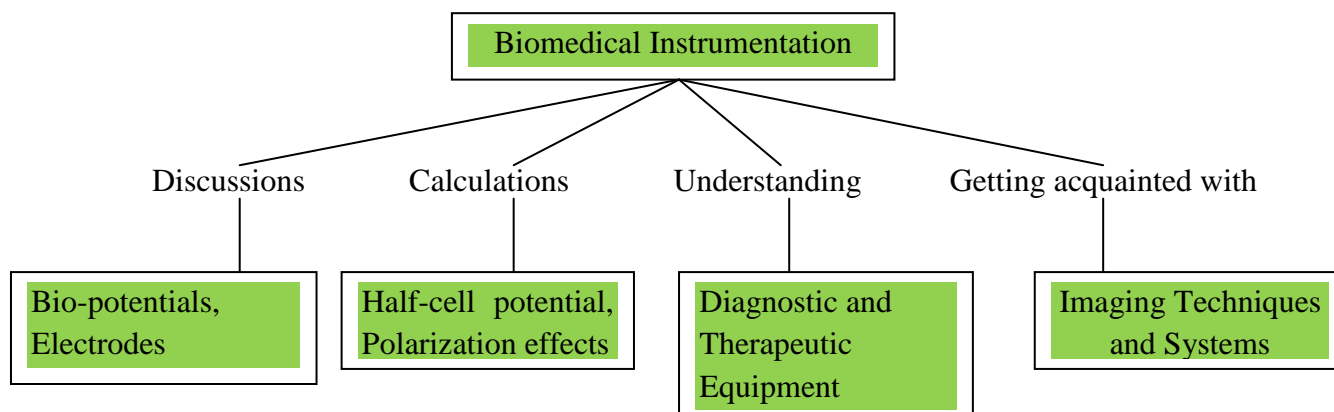 Biomedical Instrumentation
Discussions
Calculations
Understanding
Getting acquainted with
Bio-potentials,
Electrodes
Half-cell potential,
Polarization effects
Diagnostic and
Therapeutic
Equipment
Imaging Techniques
and Systems